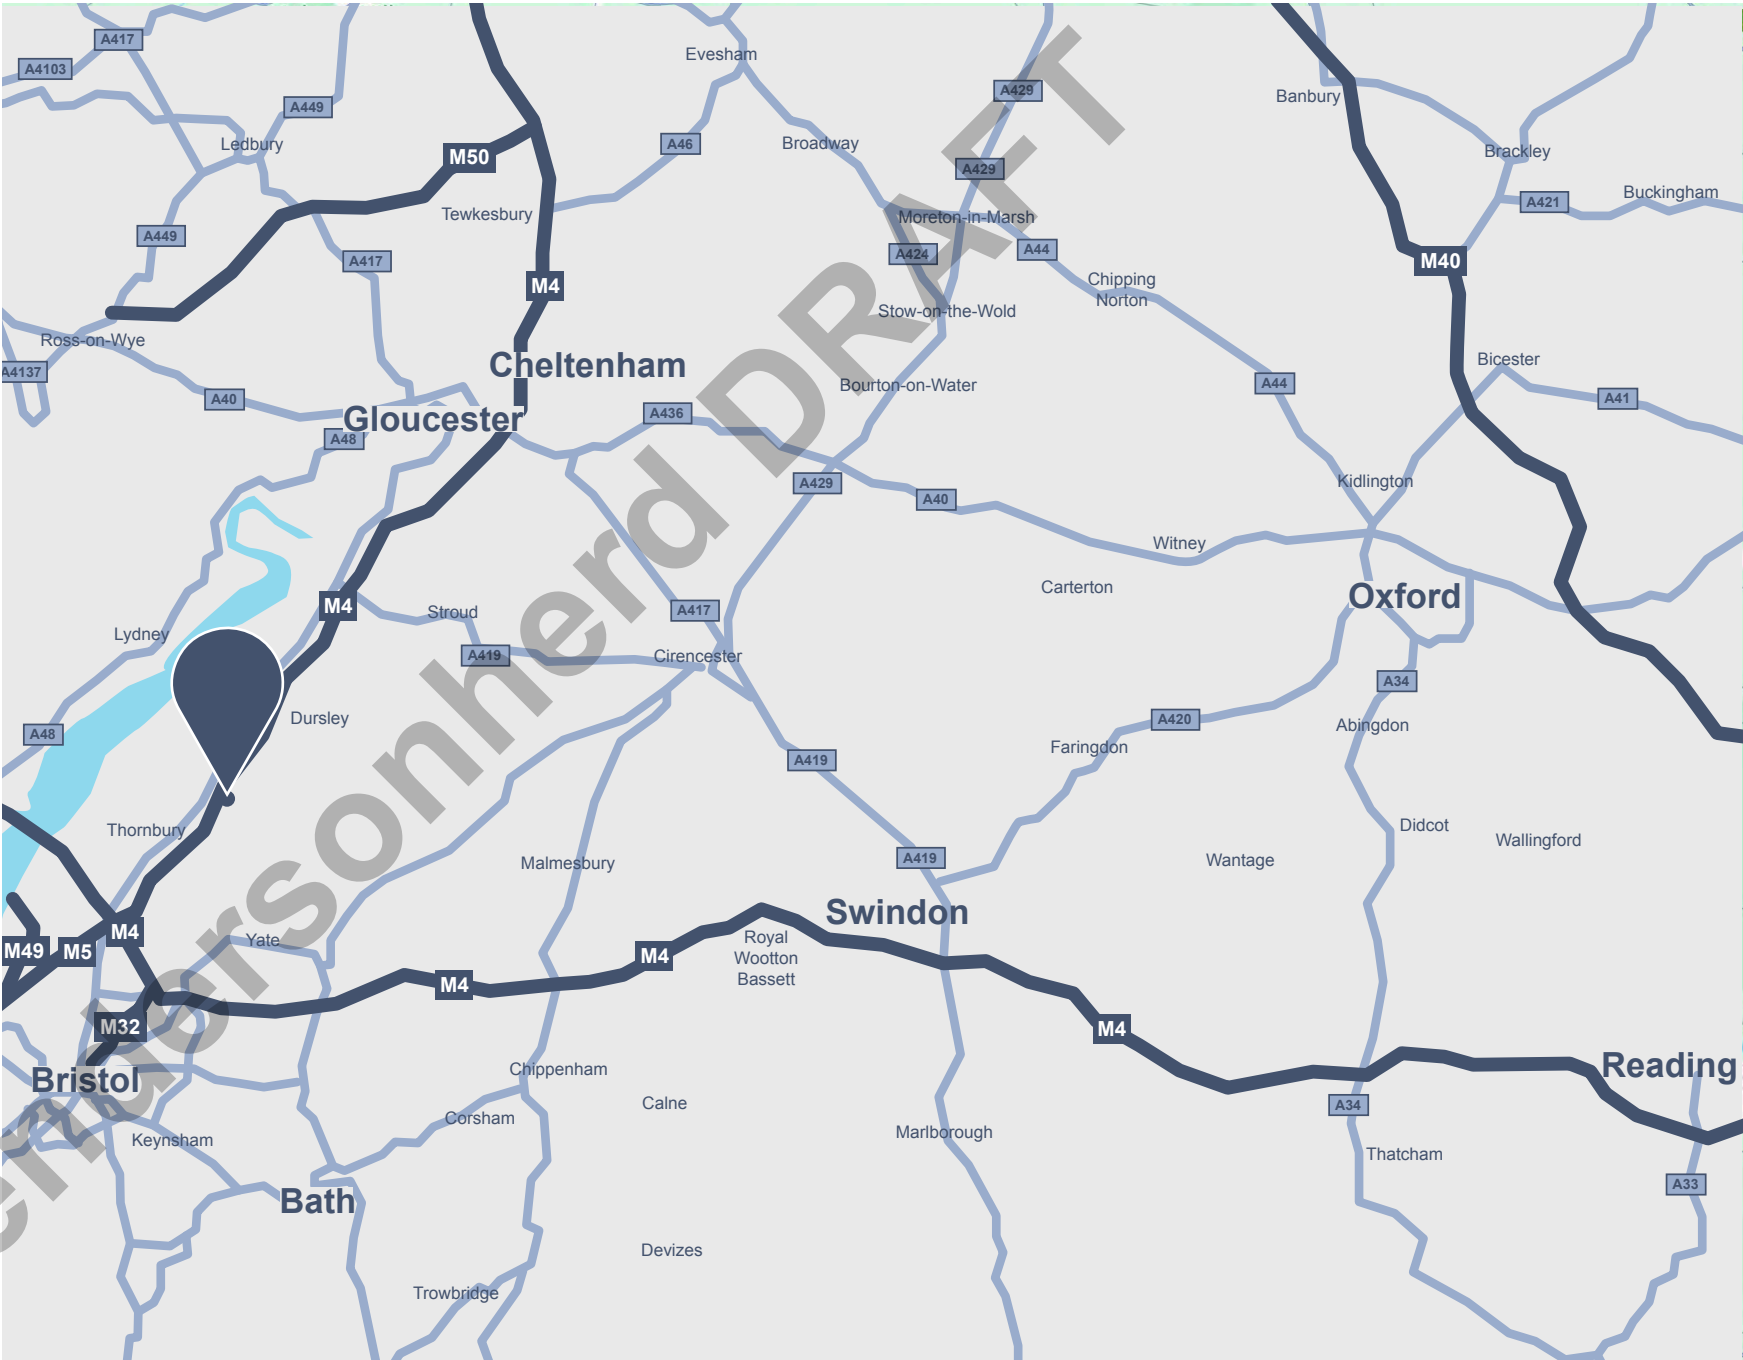 A417
A4103
Evesham
A429
Banbury
A449
Ledbury
M50
A46
Broadway
A429
Brackley
Tewkesbury
Moreton-in-Marsh
A421
Buckingham
A449
A417
A424
A44
M40
M4
Chipping
Norton
Stow-on-the-Wold
Ross-on-Wye
A4137
Cheltenham
Bicester
Bourton-on-Water
A44
A40
A41
Gloucester
A436
A48
A429
A40
Kidlington
Witney
Carterton
Oxford
M4
Stroud
A417
Lydney
A419
Cirencester
A34
Dursley
A48
A420
Abingdon
Faringdon
A419
Thornbury
Malmesbury
A419
Didcot
Wallingford
Wantage
Swindon
M49
M5
M4
Yate
M4
M4
Royal
Wootton
Bassett
M32
M4
Bristol
Chippenham
Reading
Calne
A34
Corsham
Keynsham
Marlborough
Thatcham
A33
Bath
Devizes
Trowbridge
endersonherd DRAFT